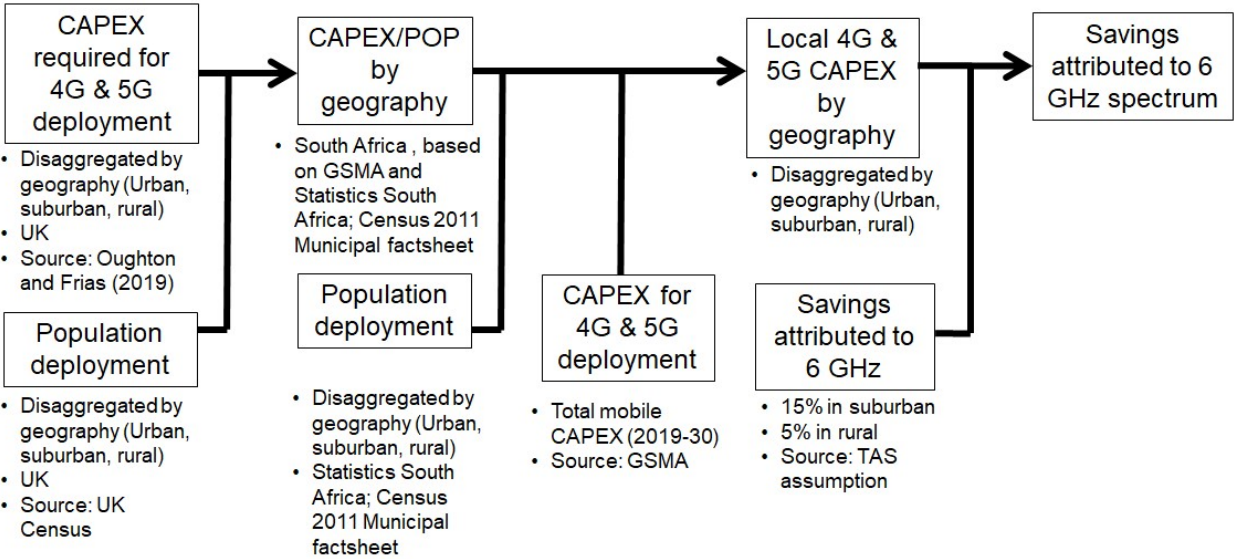 CAPEX
required for
4G & 5G
deployment
• Disaggregated by
geography (Urban,
suburban, rural)
• UK
• Source: Oughton
and Frias (2019)
Population
deployment
• Disaggregated by
geography (Urban,
suburban, rural)
• UK
• Source: UK
Census
CAPEX/POP
by
geography
• South Africa , based
on GSMA and
Statistics South
Africa; Census 2011
Municipal factsheet
Population
deployment
• Disaggregated by
geography (Urban,
suburban, rural)
• Statistics South
Africa; Census
2011 Municipal
factsheet
CAPEX for
4G & 5G
deployment
• Total mobile
CAPEX (2019-30)
• Source: GSMA
Local 4G &
5G CAPEX
by
geography
• Disaggregated by
geography (Urban,
suburban, rural)
Savings
attributed to
6 GHz
• 15% in suburban
• 5% in rural
• Source: TAS
assumption
Savings
attributed to 6
GHz spectrum